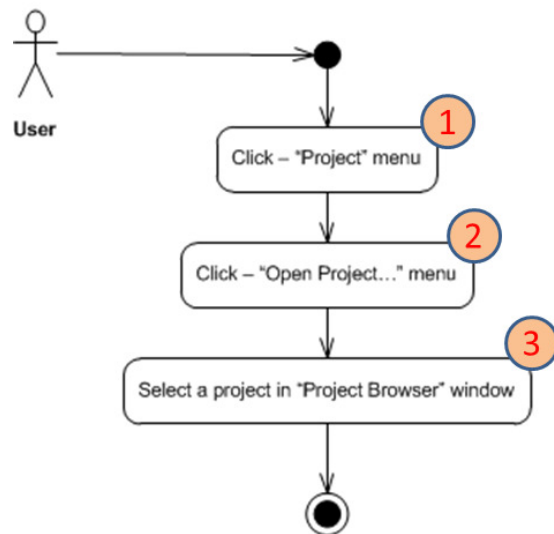 User
1
Click – “Project” menu
2
Click – “Open Project…” menu
3
Select a project in “Project Browser” window